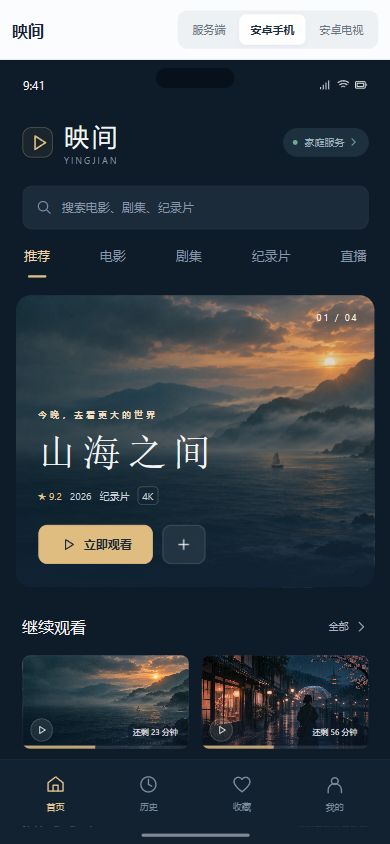 映间
服务端 安卓手机 安卓电视
9:41
映间
YINGJIAN
家庭服务
搜索电影、剧集、纪录片
推荐 电影 剧集 纪录片 直播
01 / 04
今晚，去看更大的世界
山海之间
★ 9.2 2026 纪录片 4K
立即观看
继续观看
全部
还剩 23 分钟 还剩 56 分钟
首页 历史 收藏 我的